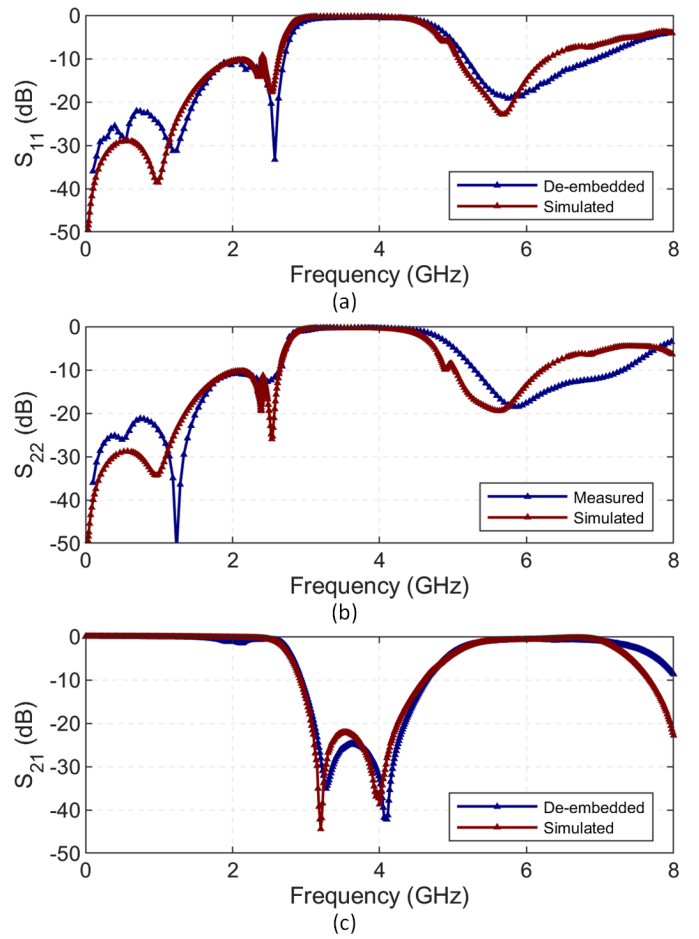 0
-10
-20
-30
-40
-50
S11 (dB)
De-embedded
Simulated
0 2 4 6 8
Frequency (GHz)
(a)
0
-10
-20
-30
-40
-50
S22 (dB)
Measured
Simulated
0 2 4 6 8
Frequency (GHz)
(b)
0
-10
-20
-30
-40
-50
S21 (dB)
De-embedded
Simulated
0 2 4 6 8
Frequency (GHz)
(c)